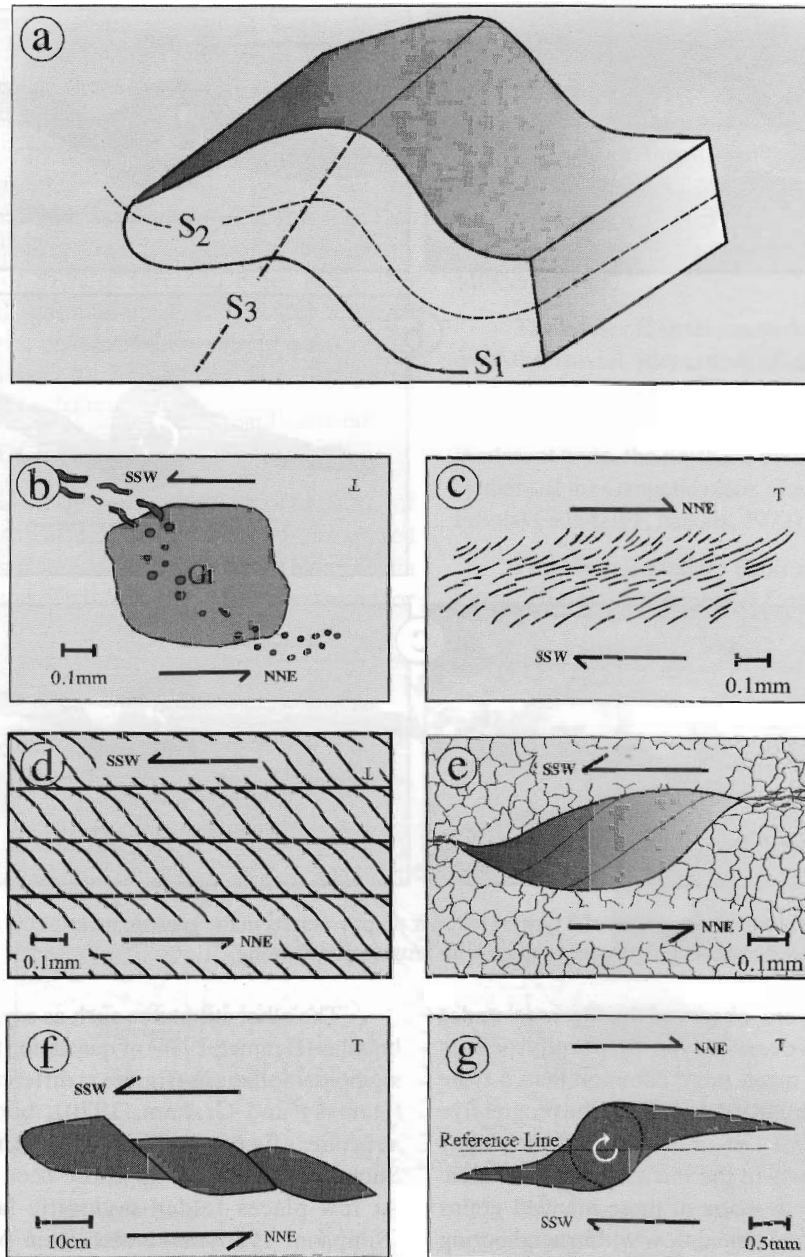 a
S2
S3
S1
b
SSW
Gt
NNE
0.1mm
c
NNE
SSW
0.1mm
d
SSW
NNE
0.1mm
e
SSW
NNE
0.1mm
f
SSW
NNE
10cm
g
NNE
Reference Line
SSW
0.5mm